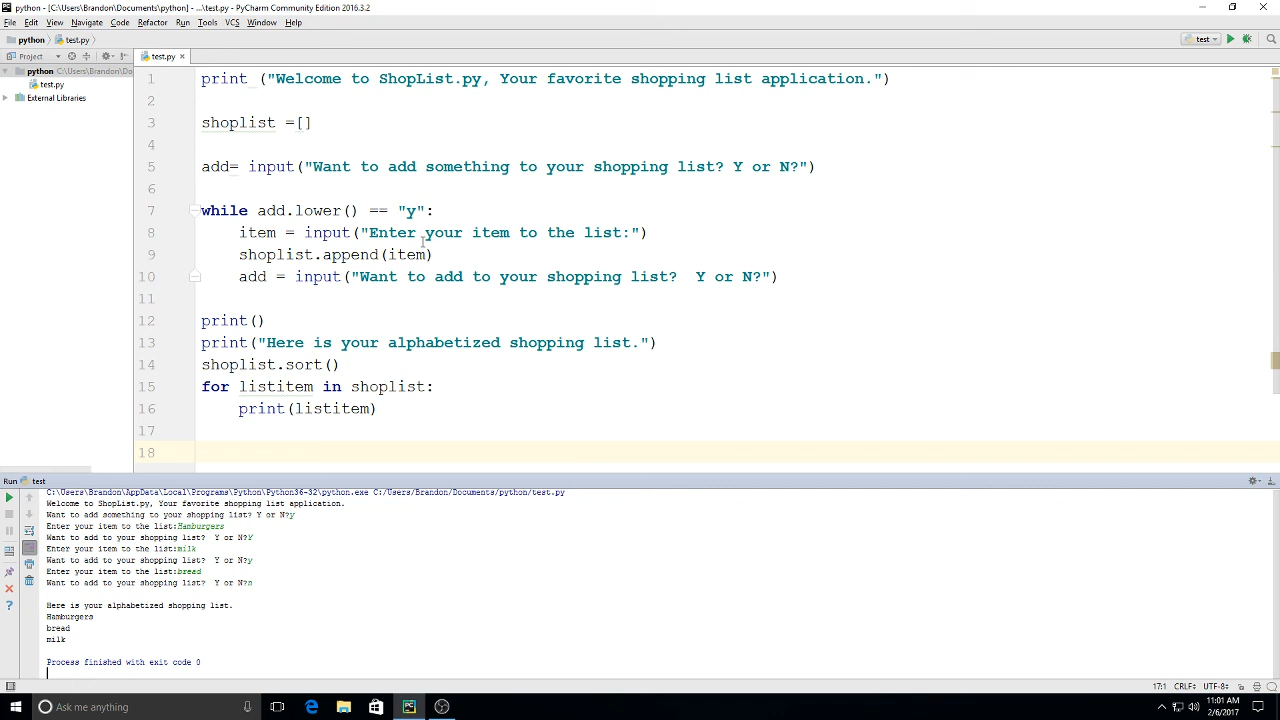 python - [C:\Users\Brandon\Documents\python] - ...\test.py - PyCharm Community Edition 2016.3.2
File Edit View Navigate Code Refactor Run Tools VCS Window Help
python test.py test
Project test.py
python C:\Users\Brandon\Do
test.py
External Libraries
1 print ("Welcome to ShopList.py, Your favorite shopping list application.")
2
3 shoplist =[]
4
5 add= input("Want to add something to your shopping list? Y or N?")
6
7 while add.lower() == "y":
8 item = input("Enter your item to the list:")
9 shoplist.append(item)
10 add = input("Want to add to your shopping list?  Y or N?")
11
12 print()
13 print("Here is your alphabetized shopping list.")
14 shoplist.sort()
15 for listitem in shoplist:
16 print(listitem)
17
18
Run test
C:\Users\Brandon\AppData\Local\Programs\Python\Python36-32\python.exe C:/Users/Brandon/Documents/python/test.py
Welcome to ShopList.py, Your favorite shopping list application.
Want to add something to your shopping list? Y or N?y
Enter your item to the list:Hamburgers
Want to add to your shopping list?  Y or N?Y
Enter your item to the list:milk
Want to add to your shopping list?  Y or N?y
Enter your item to the list:bread
Want to add to your shopping list?  Y or N?n
Here is your alphabetized shopping list.
Hamburgers
bread
milk
Process finished with exit code 0
17:1 CRLF÷ UTF-8÷
Ask me anything
11:01 AM
2/6/2017